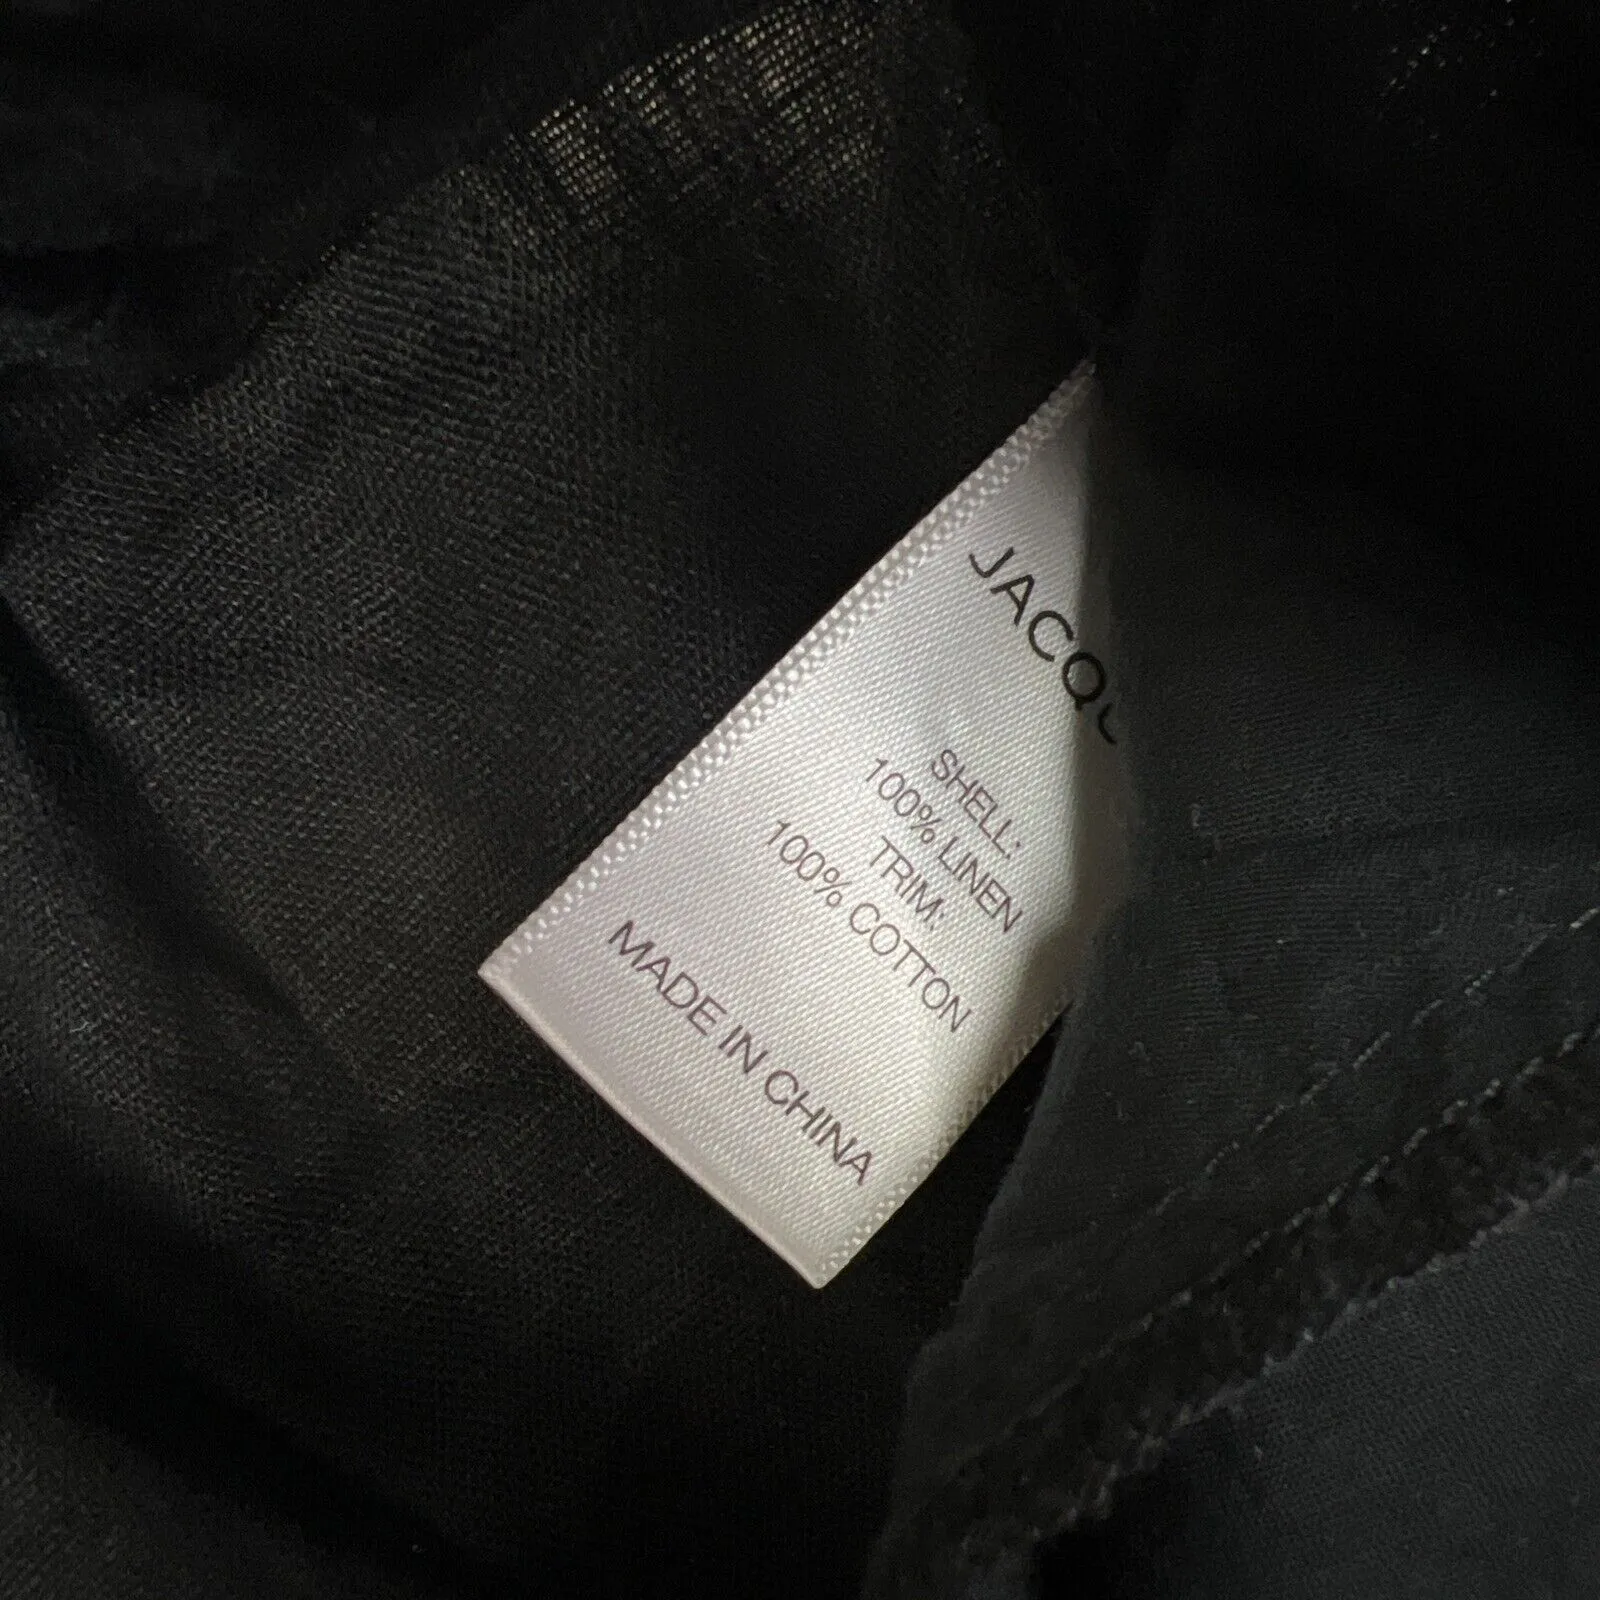 JACQU
SHELL:
100% LINEN
TRIM:
100% COTTON
MADE IN CHINA